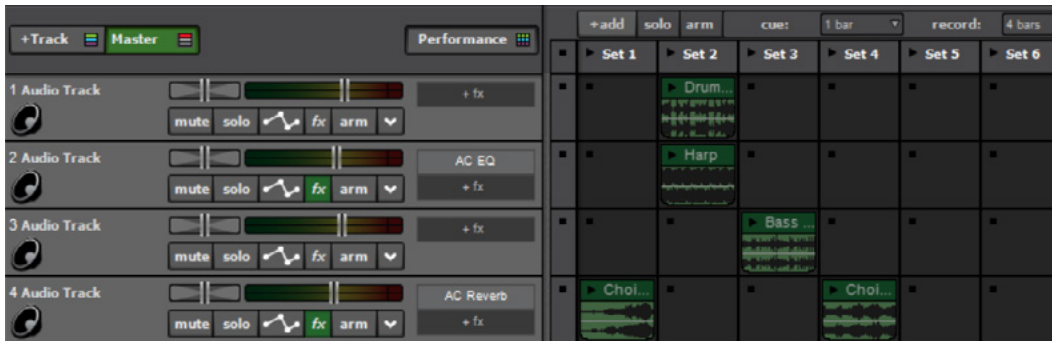 +add solo arm cue: 1 bar record: 4 bars
+Track Master Performance
Set 1 Set 2 Set 3 Set 4 Set 5 Set 6
1 Audio Track + fx Drum...
mute solo fx arm
2 Audio Track AC EQ Harp
mute solo fx arm + fx
3 Audio Track + fx Bass ...
mute solo fx arm
4 Audio Track AC Reverb Choi... Choi...
mute solo fx arm + fx